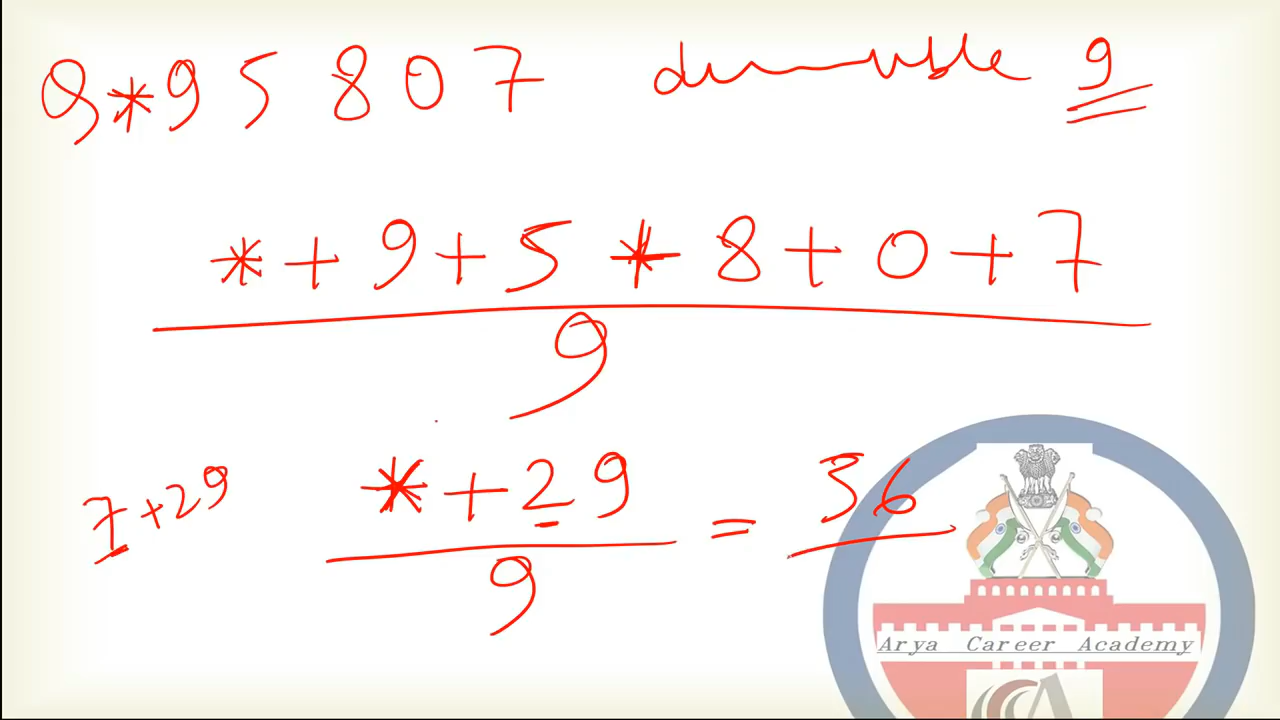 Q *95807 divisible 9
* + 9 + 5 + 8 + 0 + 7
9
7 + 29 * + 29 = 36
9
Arya Career Academy